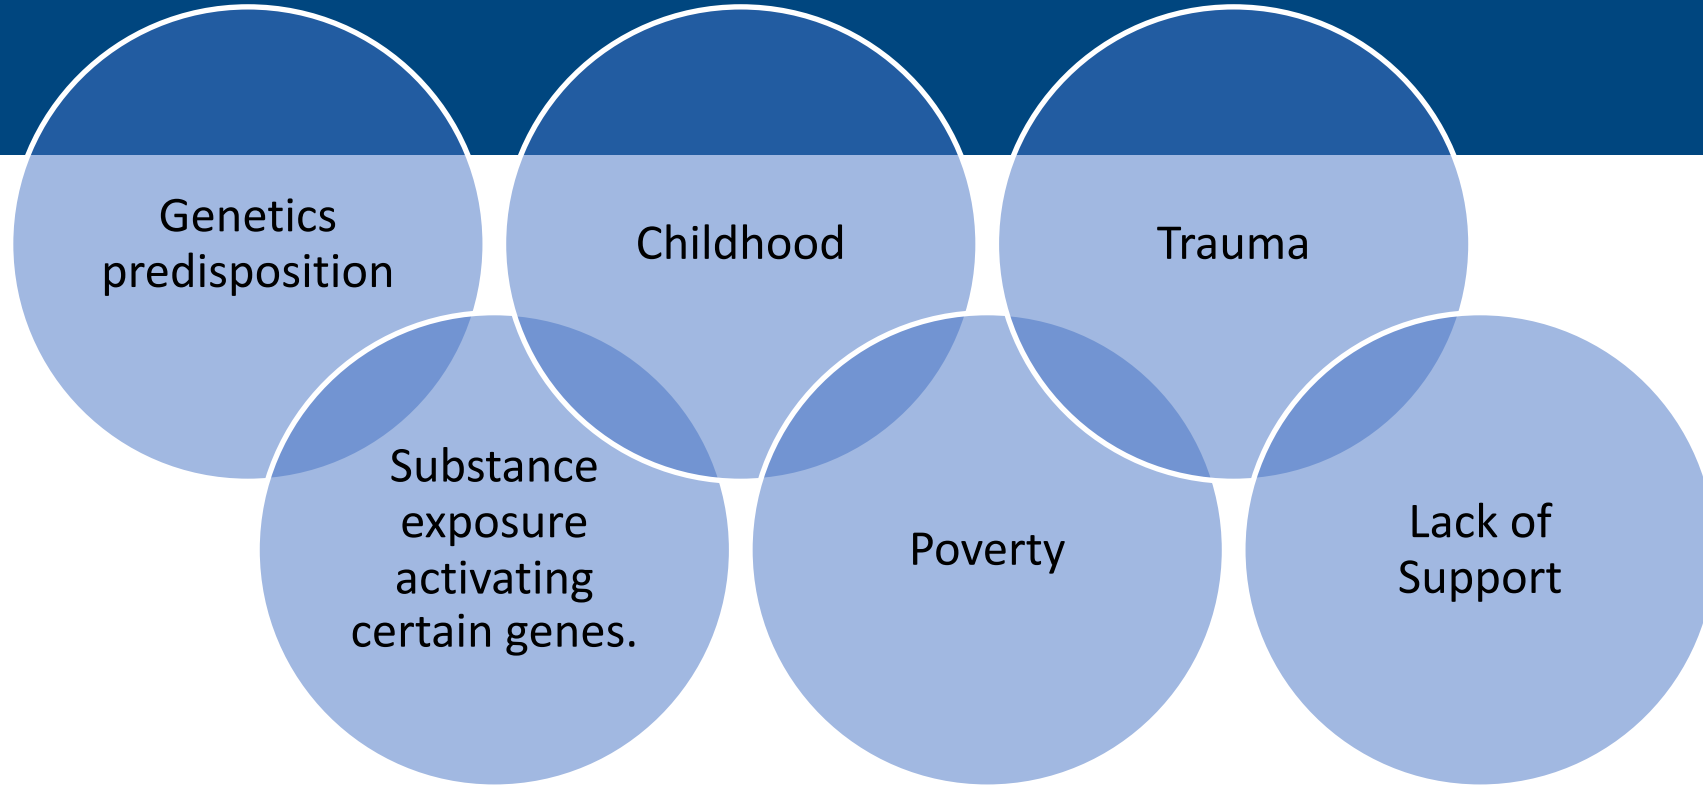 Genetics
predisposition
Childhood
Trauma
Substance
exposure
activating
certain genes.
Poverty
Lack of
Support